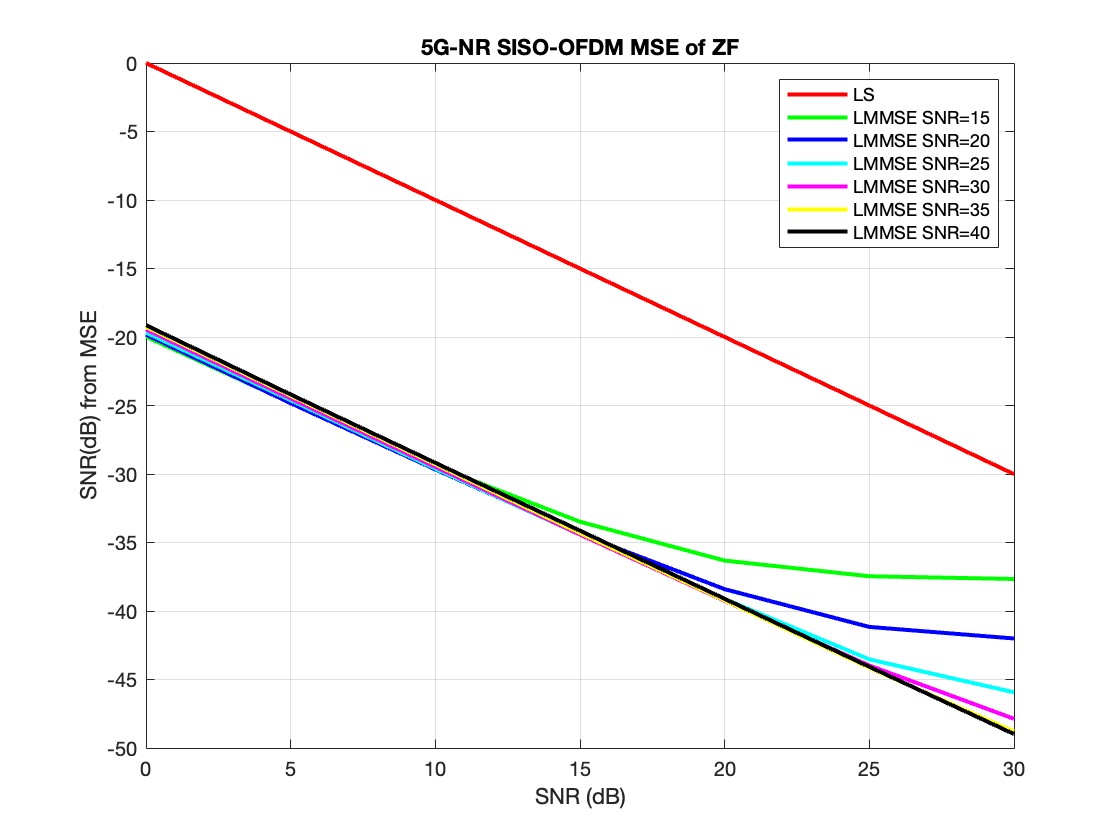 5G-NR SISO-OFDM MSE of ZF
SNR(dB) from MSE
0
-5
-10
-15
-20
-25
-30
-35
-40
-45
-50
LS
LMMSE SNR=15
LMMSE SNR=20
LMMSE SNR=25
LMMSE SNR=30
LMMSE SNR=35
LMMSE SNR=40
0 5 10 15 20 25 30
SNR (dB)